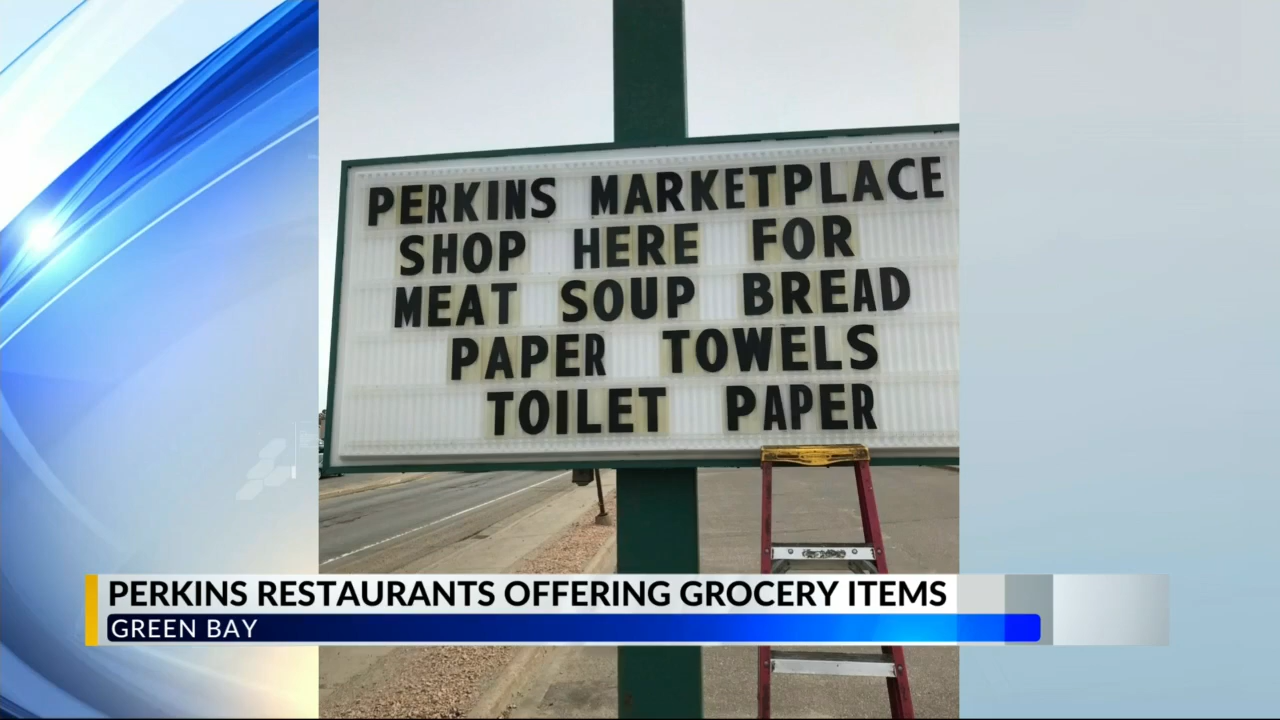 PERKINS MARKETPLACE
SHOP HERE FOR
MEAT SOUP BREAD
PAPER TOWELS
TOILET PAPER
PERKINS RESTAURANTS OFFERING GROCERY ITEMS
GREEN BAY